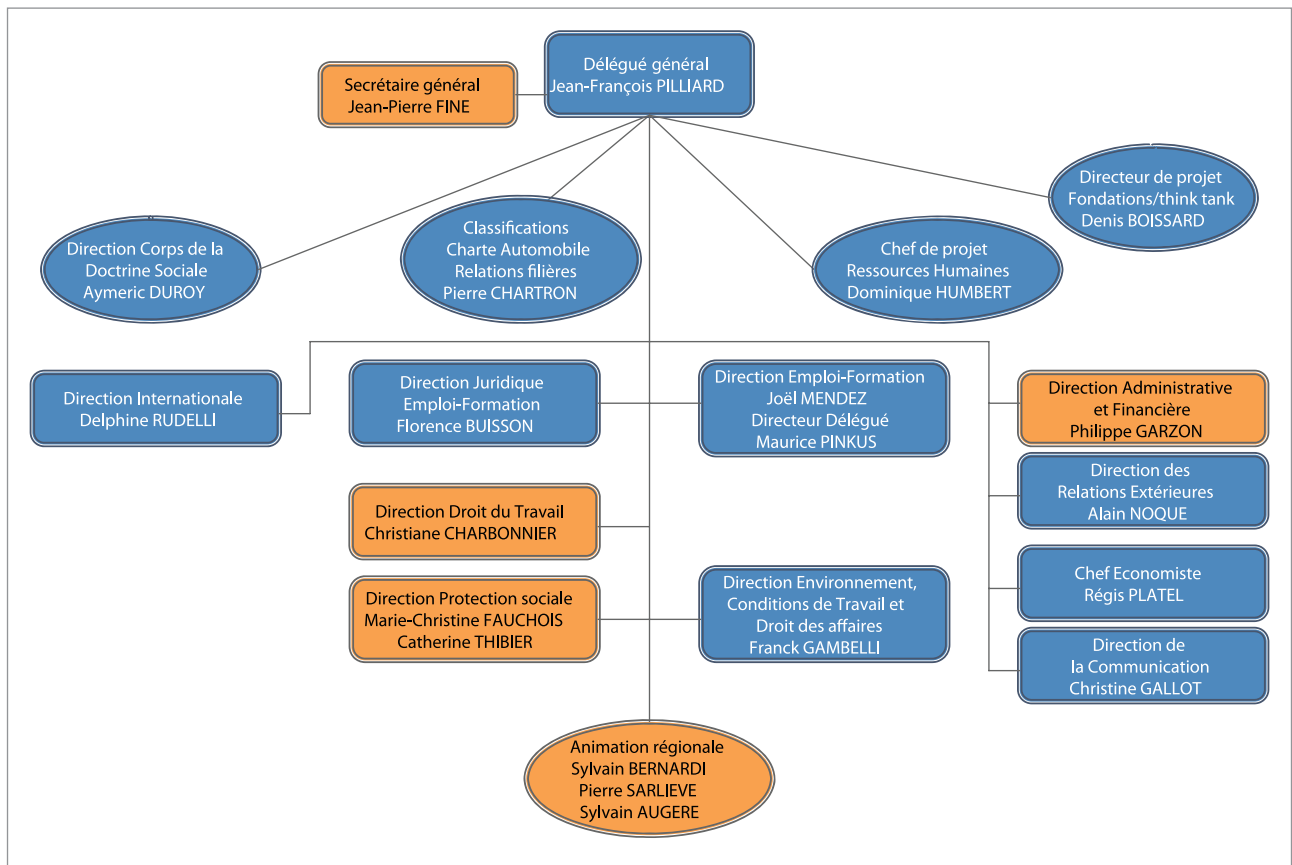 Délégué général
Jean-François PILLIARD
Secrétaire général
Jean-Pierre FINE
Directeur de projet
Fondations/think tank
Denis BOISSARD
Direction Corps de la
Doctrine Sociale
Aymeric DUROY
Classifications
Charte Automobile
Relations filières
Pierre CHARTRON
Chef de projet
Ressources Humaines
Dominique HUMBERT
Direction Internationale
Delphine RUDELLI
Direction Juridique
Emploi-Formation
Florence BUISSON
Direction Emploi-Formation
Joël MENDEZ
Directeur Délégué
Maurice PINKUS
Direction Administrative
et Financière
Philippe GARZON
Direction des
Relations Extérieures
Alain NOQUE
Direction Droit du Travail
Christiane CHARBONNIER
Chef Economiste
Régis PLATEL
Direction Protection sociale
Marie-Christine FAUCHOIS
Catherine THIBIER
Direction Environnement,
Conditions de Travail et
Droit des affaires
Franck GAMBELLI
Direction de
la Communication
Christine GALLOT
Animation régionale
Sylvain BERNARDI
Pierre SARLIEVE
Sylvain AUGERE